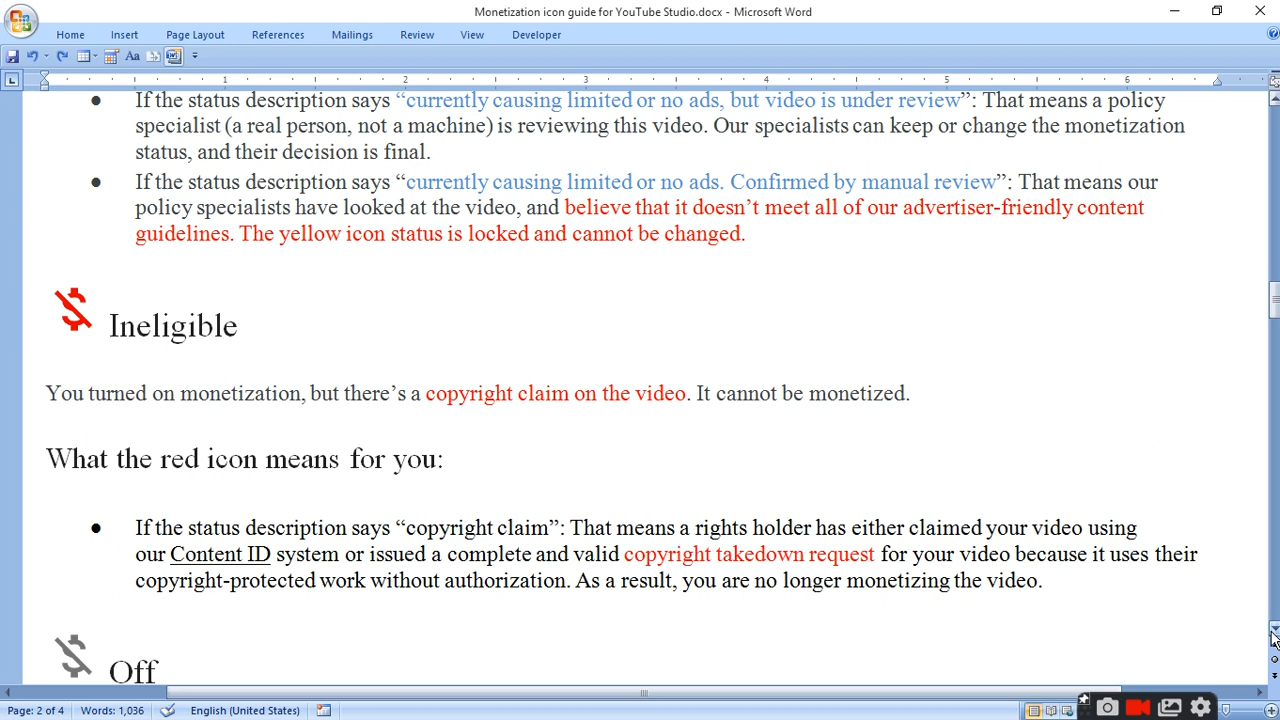 Monetization icon guide for YouTube Studio.docx - Microsoft Word
Home Insert Page Layout References Mailings Review View Developer
Aa
1 2 3 4 5 6
● If the status description says “currently causing limited or no ads, but video is under review”: That means a policy
specialist (a real person, not a machine) is reviewing this video. Our specialists can keep or change the monetization
status, and their decision is final.
● If the status description says “currently causing limited or no ads. Confirmed by manual review”: That means our
policy specialists have looked at the video, and believe that it doesn’t meet all of our advertiser-friendly content
guidelines. The yellow icon status is locked and cannot be changed.
Ineligible
You turned on monetization, but there’s a copyright claim on the video. It cannot be monetized.
What the red icon means for you:
● If the status description says “copyright claim”: That means a rights holder has either claimed your video using
our Content ID system or issued a complete and valid copyright takedown request for your video because it uses their
copyright-protected work without authorization. As a result, you are no longer monetizing the video.
Off
Page: 2 of 4 Words: 1,036 English (United States)